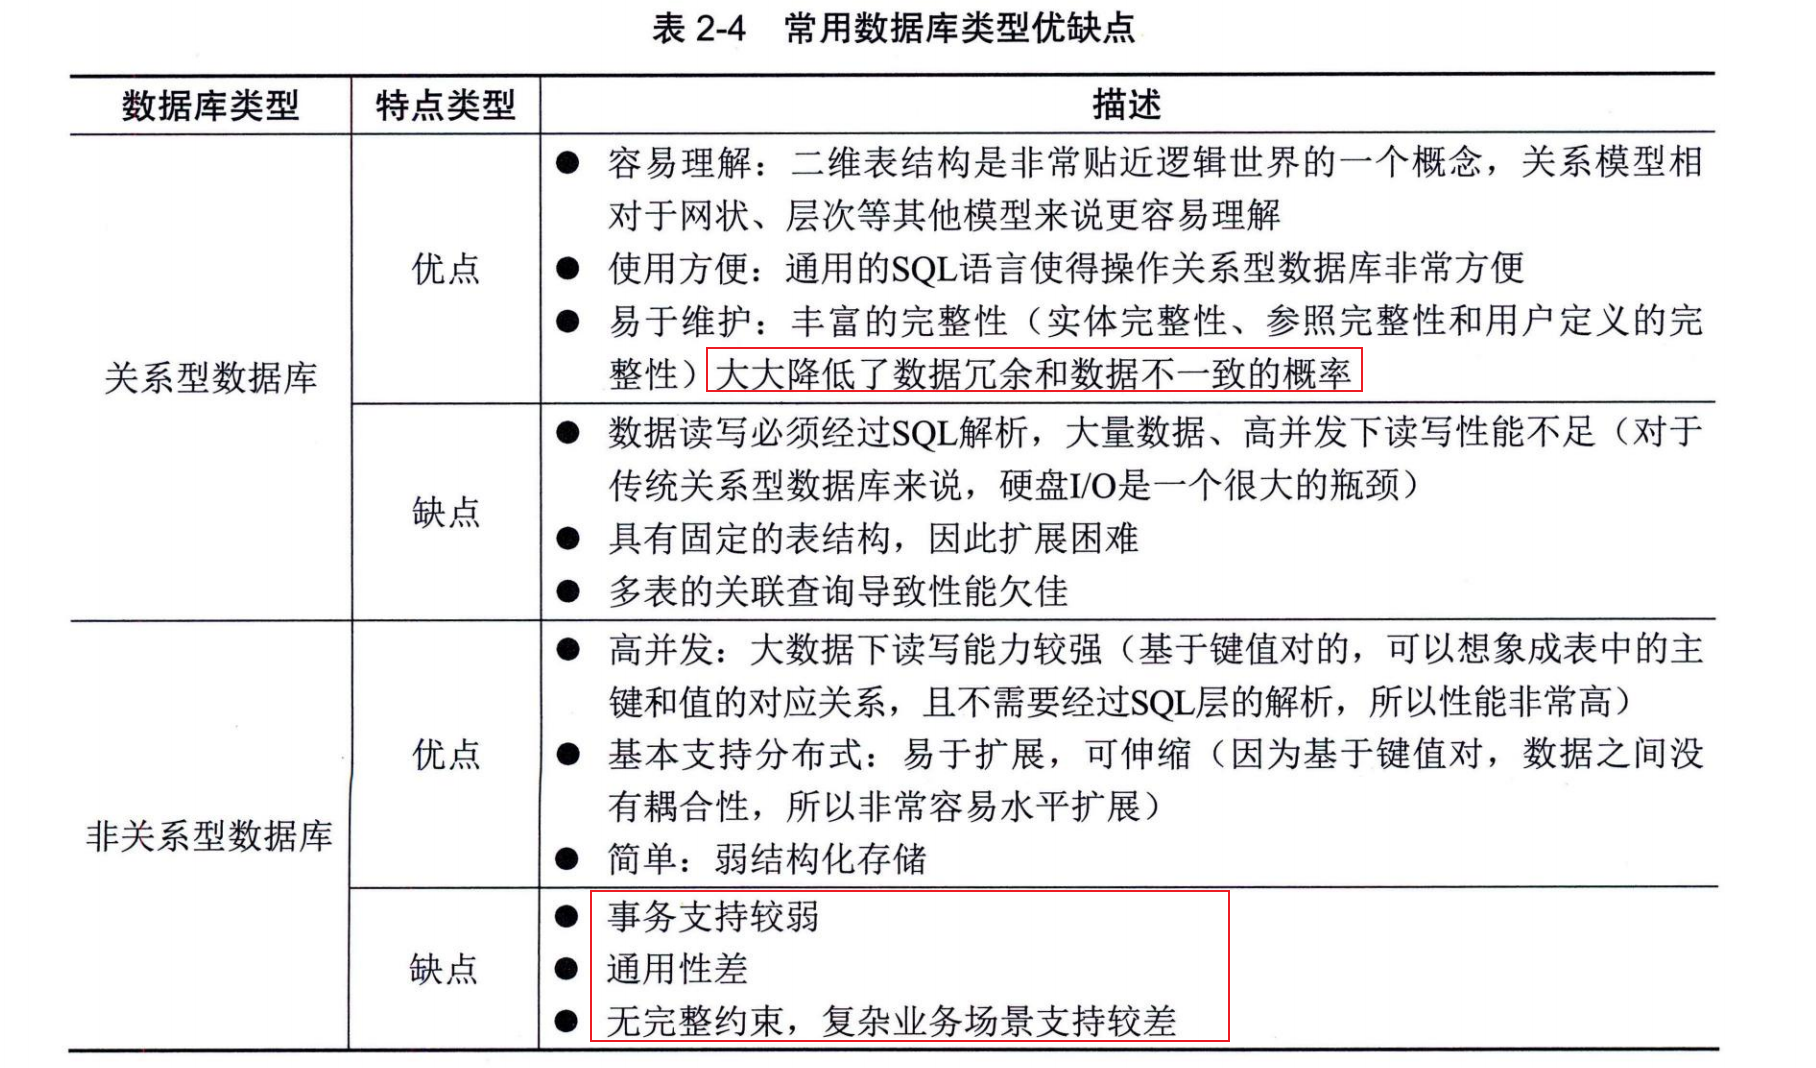 表 2-4 常用数据库类型优缺点
数据库类型 特点类型 描述
关系型数据库
优点
● 容易理解：二维表结构是非常贴近逻辑世界的一个概念，关系模型相
对于网状、层次等其他模型来说更容易理解
● 使用方便：通用的SQL语言使得操作关系型数据库非常方便
● 易于维护：丰富的完整性（实体完整性、参照完整性和用户定义的完
整性）大大降低了数据冗余和数据不一致的概率
缺点
● 数据读写必须经过SQL解析，大量数据、高并发下读写性能不足（对于
传统关系型数据库来说，硬盘I/O是一个很大的瓶颈）
● 具有固定的表结构，因此扩展困难
● 多表的关联查询导致性能欠佳
非关系型数据库
优点
● 高并发：大数据下读写能力较强（基于键值对的，可以想象成表中的主
键和值的对应关系，且不需要经过SQL层的解析，所以性能非常高）
● 基本支持分布式：易于扩展，可伸缩（因为基于键值对，数据之间没
有耦合性，所以非常容易水平扩展）
● 简单：弱结构化存储
缺点
● 事务支持较弱
● 通用性差
● 无完整约束，复杂业务场景支持较差